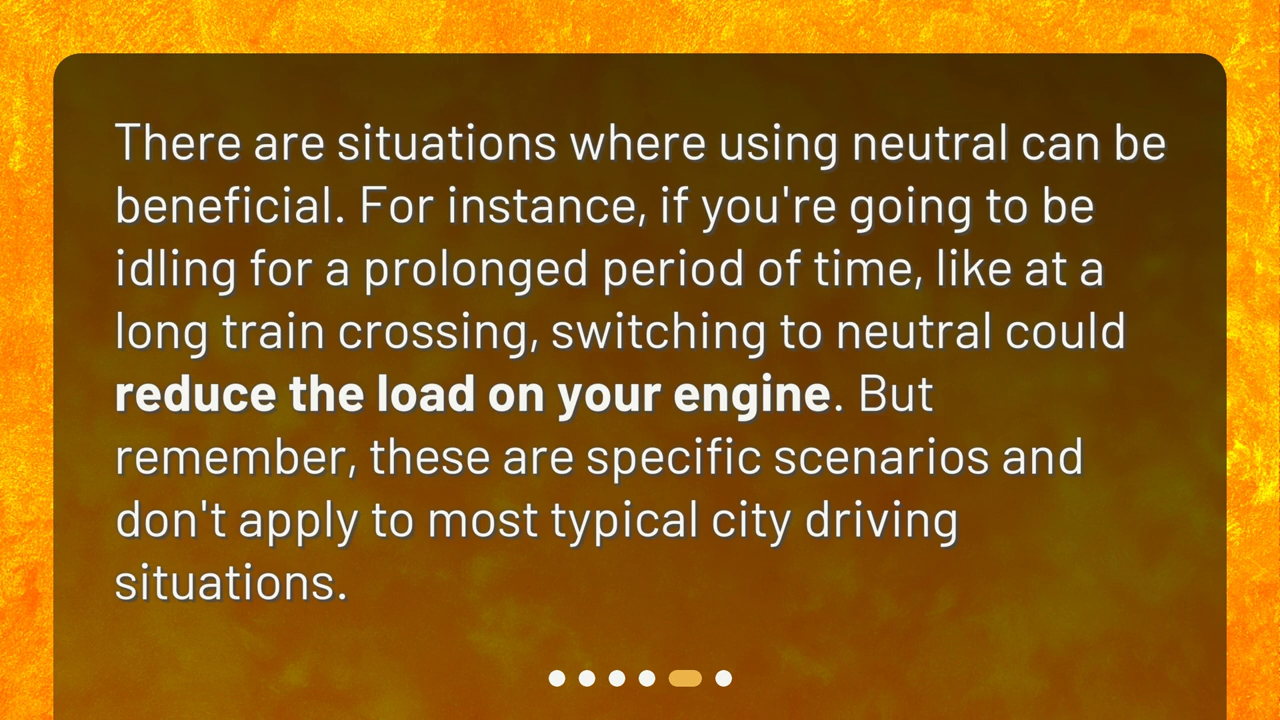 There are situations where using neutral can be
beneficial. For instance, if you're going to be
idling for a prolonged period of time, like at a
long train crossing, switching to neutral could
reduce the load on your engine. But
remember, these are specific scenarios and
don't apply to most typical city driving
situations.